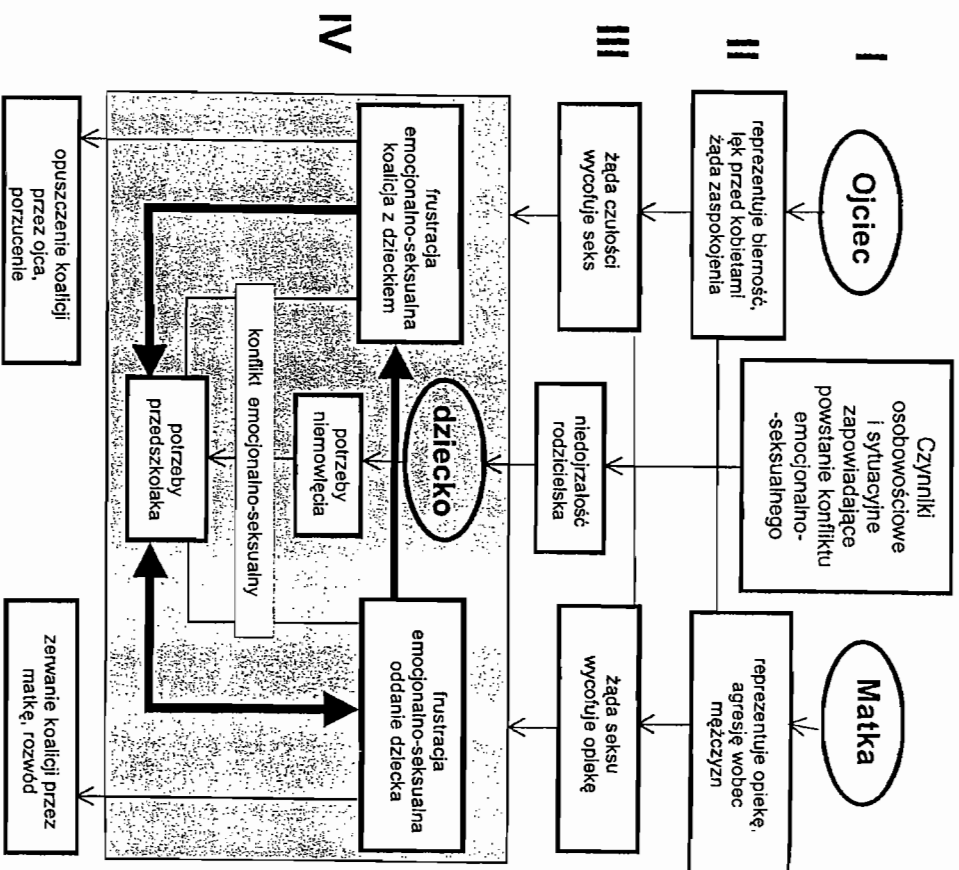 I
II
III
IV
Ojciec
Czynniki
osobowościowe
i sytuacyjne
zapowiadające
powstanie konfliktu
emocjonalno-
-seksualnego
Matka
reprezentuje bierność,
lęk przed kobietami
żąda zaspokojenia
reprezentuje opiekę,
agresję wobec
mężczyzn
żąda czułości
wycofuje seks
niedojrzałość
rodzicielska
żąda seksu
wycofuje opiekę
frustracja
emocjonalno-seksualna
koalicja z dzieckiem
dziecko
frustracja
emocjonalno-seksualna
oddanie dziecka
potrzeby
niemowlęcia
konflikt emocjonalno-seksualny
potrzeby
przedszkolaka
opuszczenie koalicji
przez ojca,
porzucenie
zerwanie koalicji przez
matkę, rozwód